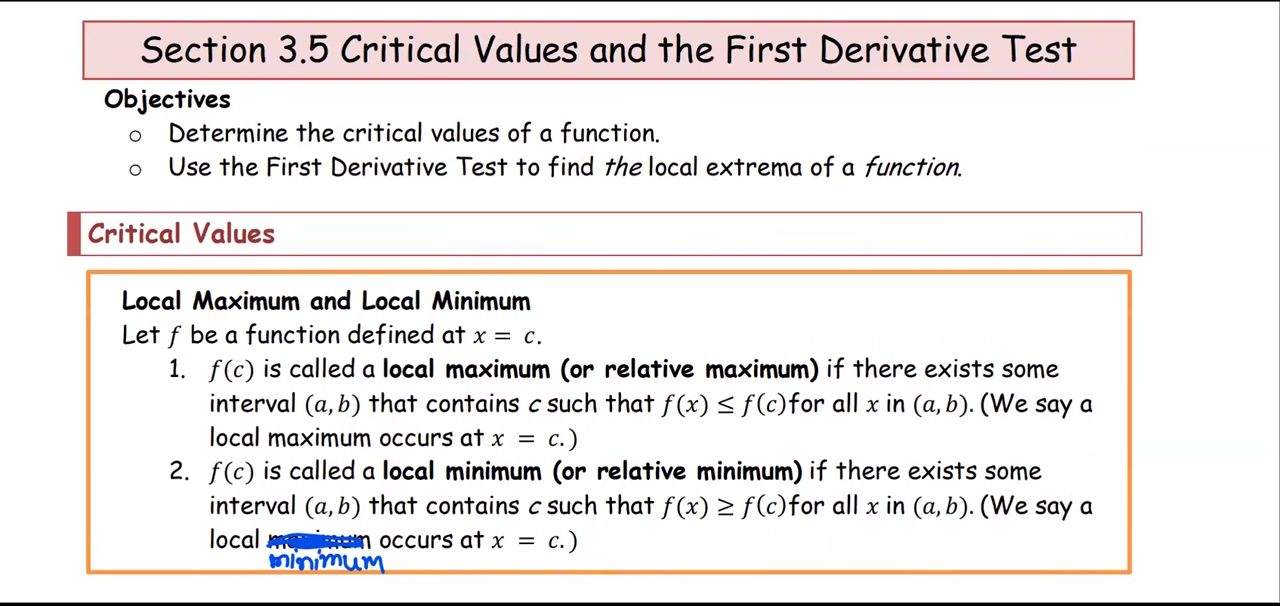 Section 3.5 Critical Values and the First Derivative Test
Objectives
o Determine the critical values of a function.
o Use the First Derivative Test to find the local extrema of a function.
Critical Values
Local Maximum and Local Minimum
Let f be a function defined at x = c.
1. f(c) is called a local maximum (or relative maximum) if there exists some
interval (a, b) that contains c such that f(x) ≤ f(c)for all x in (a, b). (We say a
local maximum occurs at x = c.)
2. f(c) is called a local minimum (or relative minimum) if there exists some
interval (a, b) that contains c such that f(x) ≥ f(c)for all x in (a, b). (We say a
local occurs at x = c.)
minimum